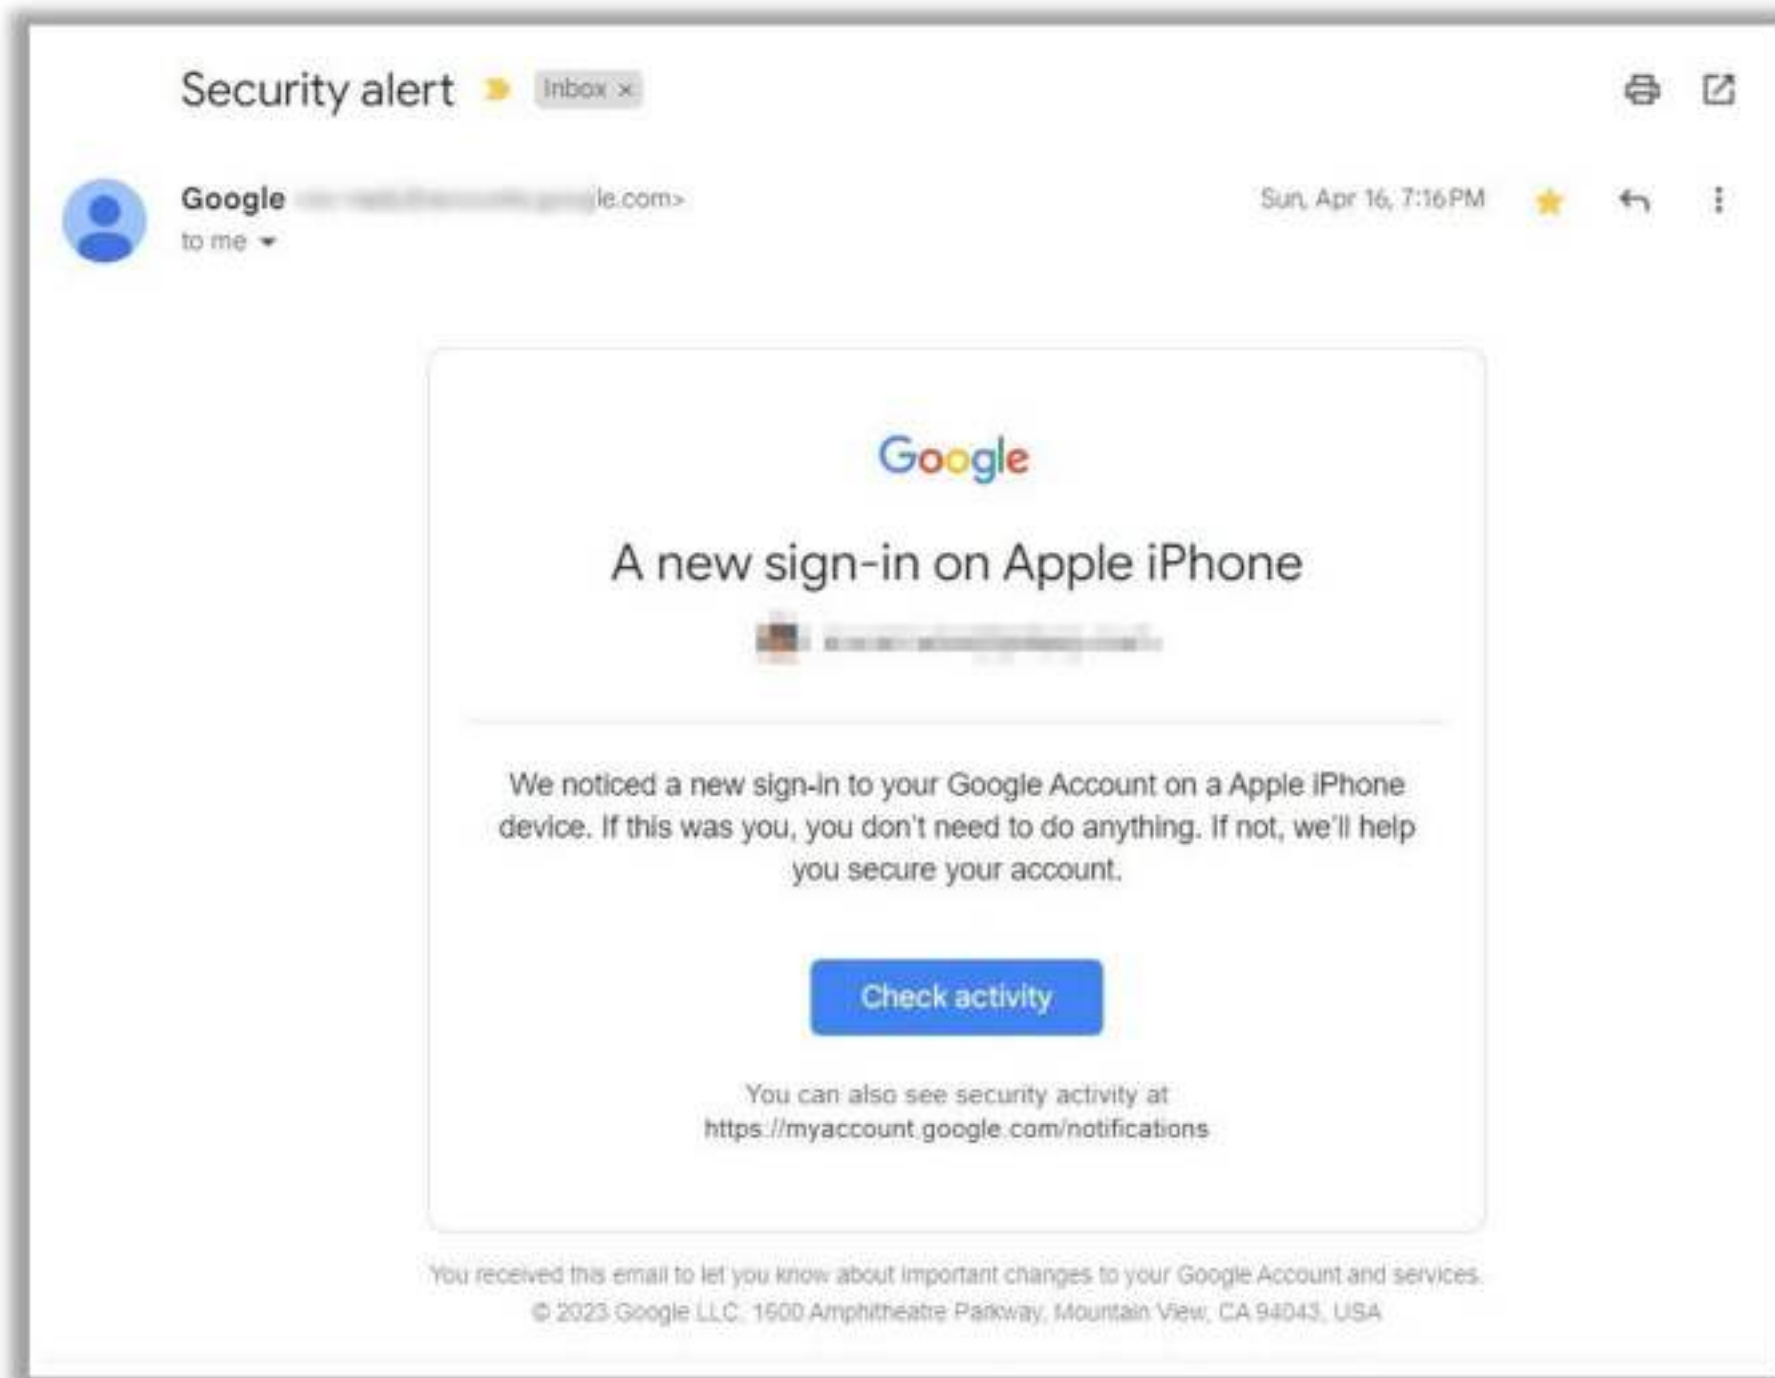 Security alert Inbox ×
Google le.com>
Sun, Apr 16, 7:16 PM
to me
Google
A new sign-in on Apple iPhone
We noticed a new sign-in to your Google Account on a Apple iPhone
device. If this was you, you don't need to do anything. If not, we'll help
you secure your account.
Check activity
You can also see security activity at
https://myaccount.google.com/notifications
You received this email to let you know about important changes to your Google Account and services.
© 2023 Google LLC, 1600 Amphitheatre Parkway, Mountain View, CA 94043, USA